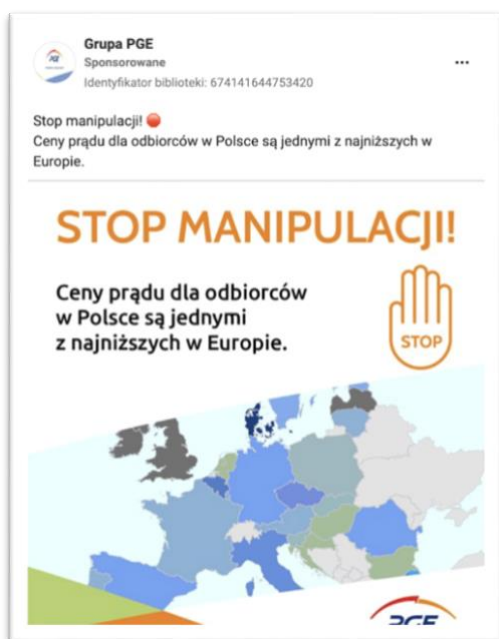 Grupa PGE
Sponsorowane
Identyfikator biblioteki: 674141644753420
Stop manipulacji! 🔴
Ceny prądu dla odbiorców w Polsce są jednymi z najniższych w
Europie.
STOP MANIPULACJI!
Ceny prądu dla odbiorców
w Polsce są jednymi
z najniższych w Europie.
STOP
PGE